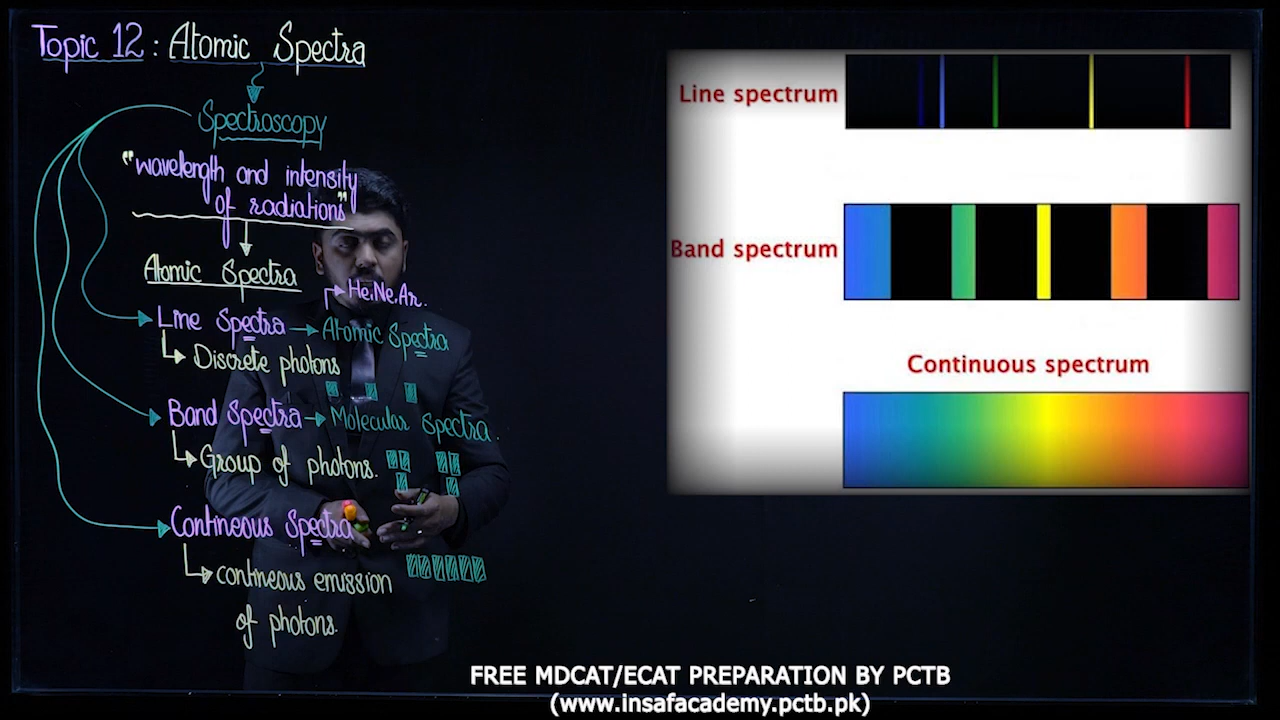 Topic 12 : Atomic Spectra
Spectroscopy
"wavelength and intensity
of radiations"
Atomic Spectra
He, Ne, Ar.
Line Spectra → Atomic Spectra
Discrete photons
Band Spectra → Molecular Spectra.
Group of photons.
Contineous Spectra
contineous emission
of photons.
Line spectrum
Band spectrum
Continuous spectrum
FREE MDCAT/ECAT PREPARATION BY PCTB
(www.insafacademy.pctb.pk)